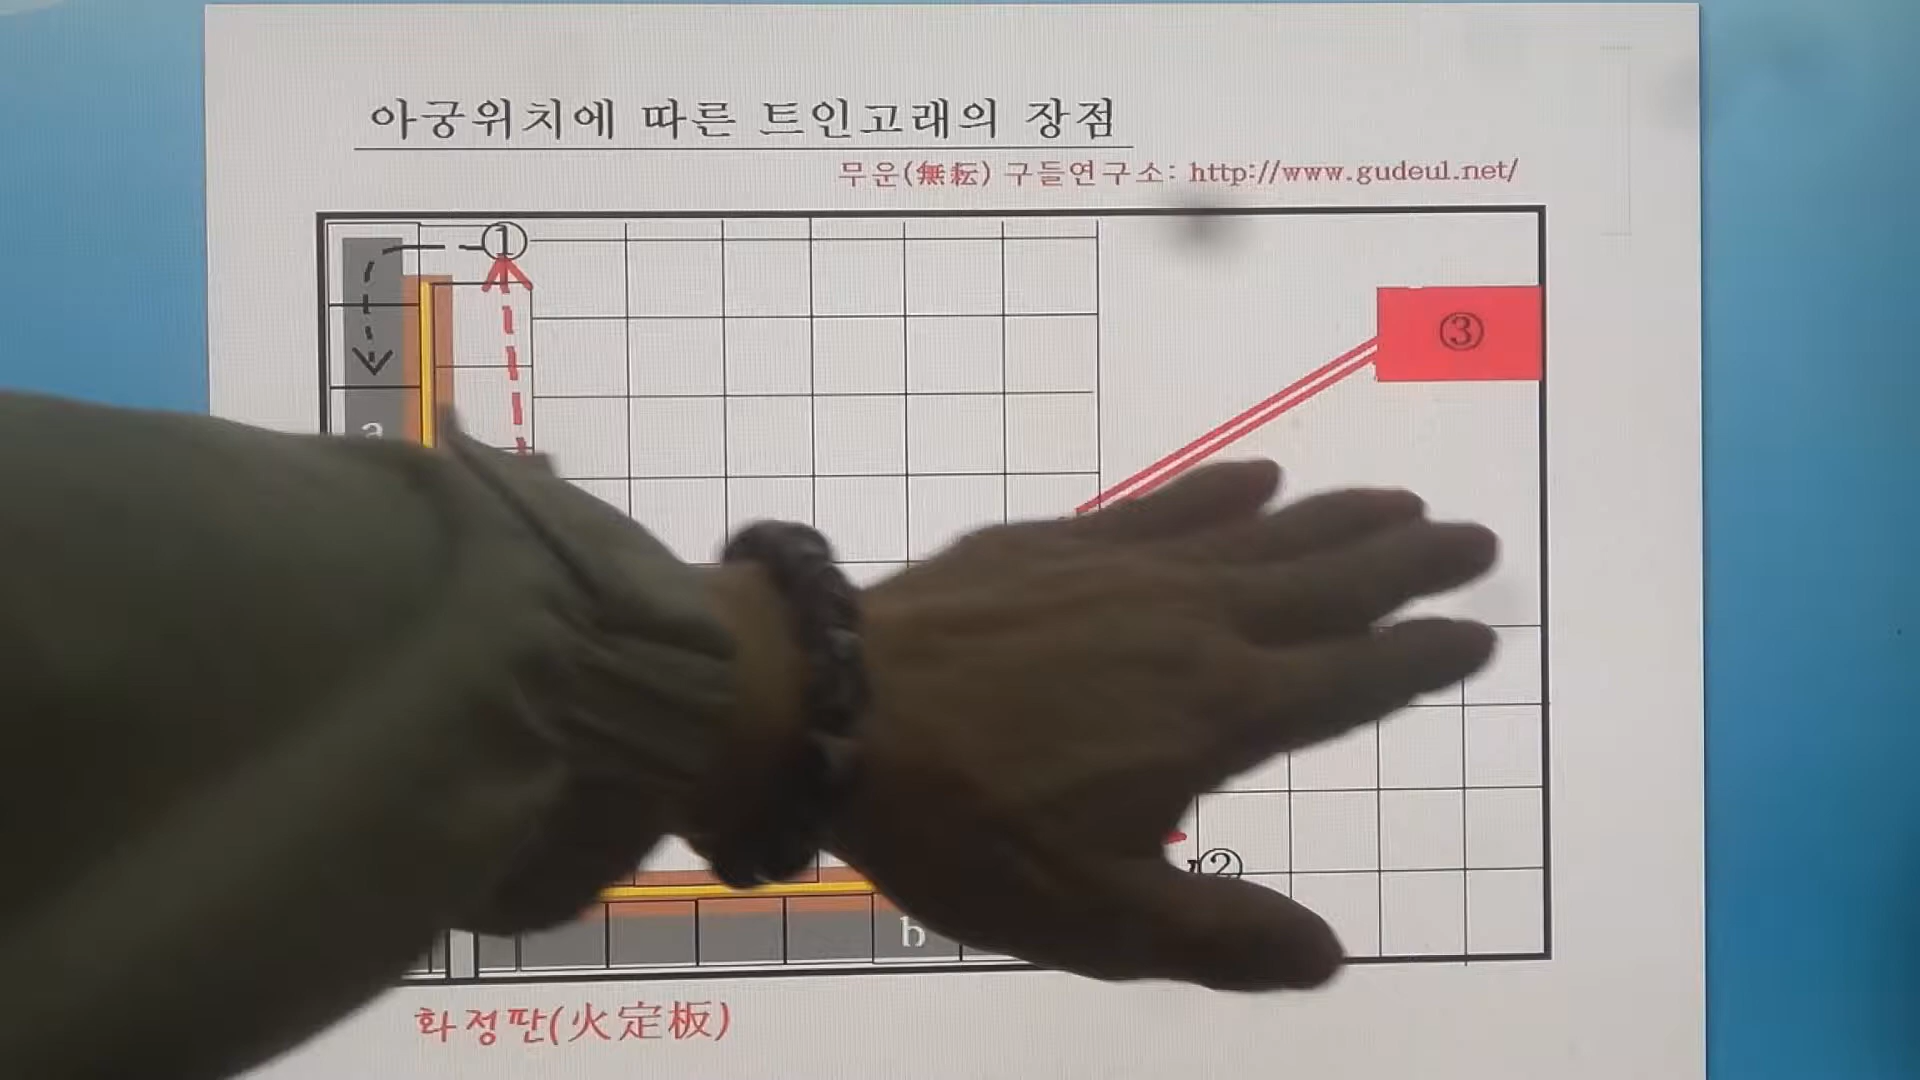 아궁위치에 따른 트인고래의 장점
무운(無耘) 구들연구소: http://www.gudeul.net/
①
③
a
②
b
화정판(火定板)